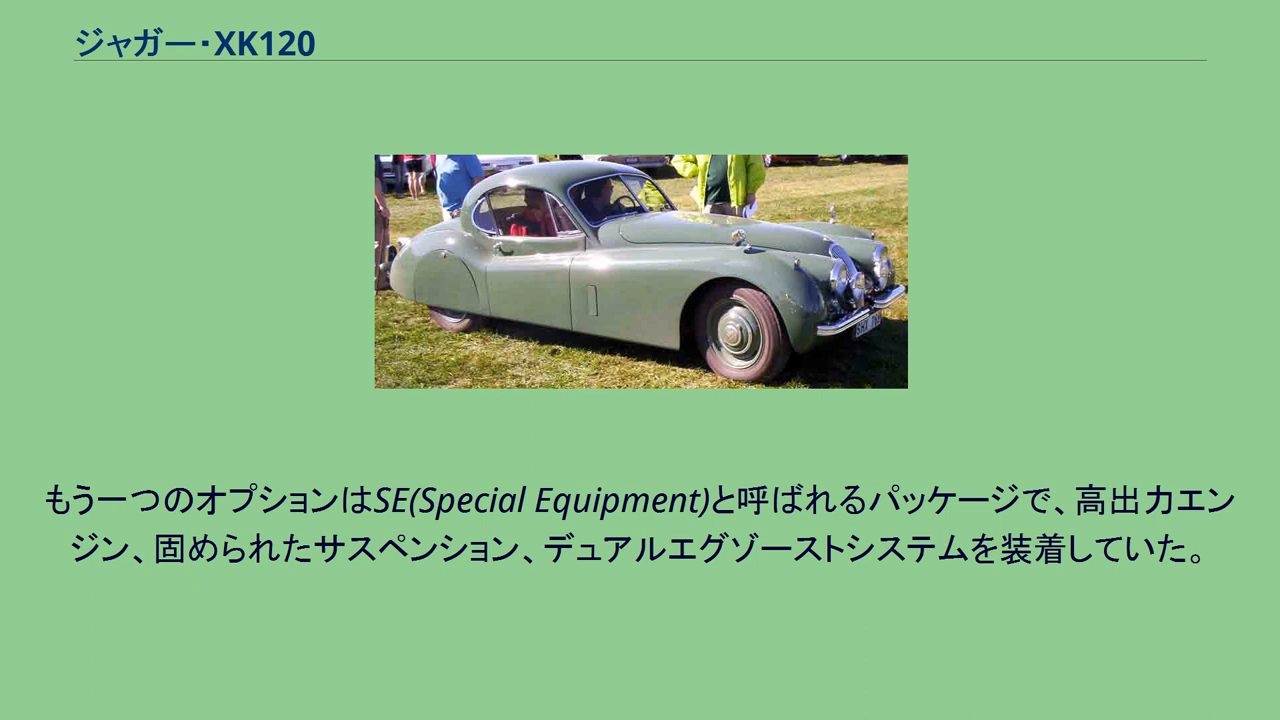 ジャガー・XK120
もう一つのオプションはSE(Special Equipment)と呼ばれるパッケージで、高出力エン
ジン、固められたサスペンション、デュアルエグゾーストシステムを装着していた。